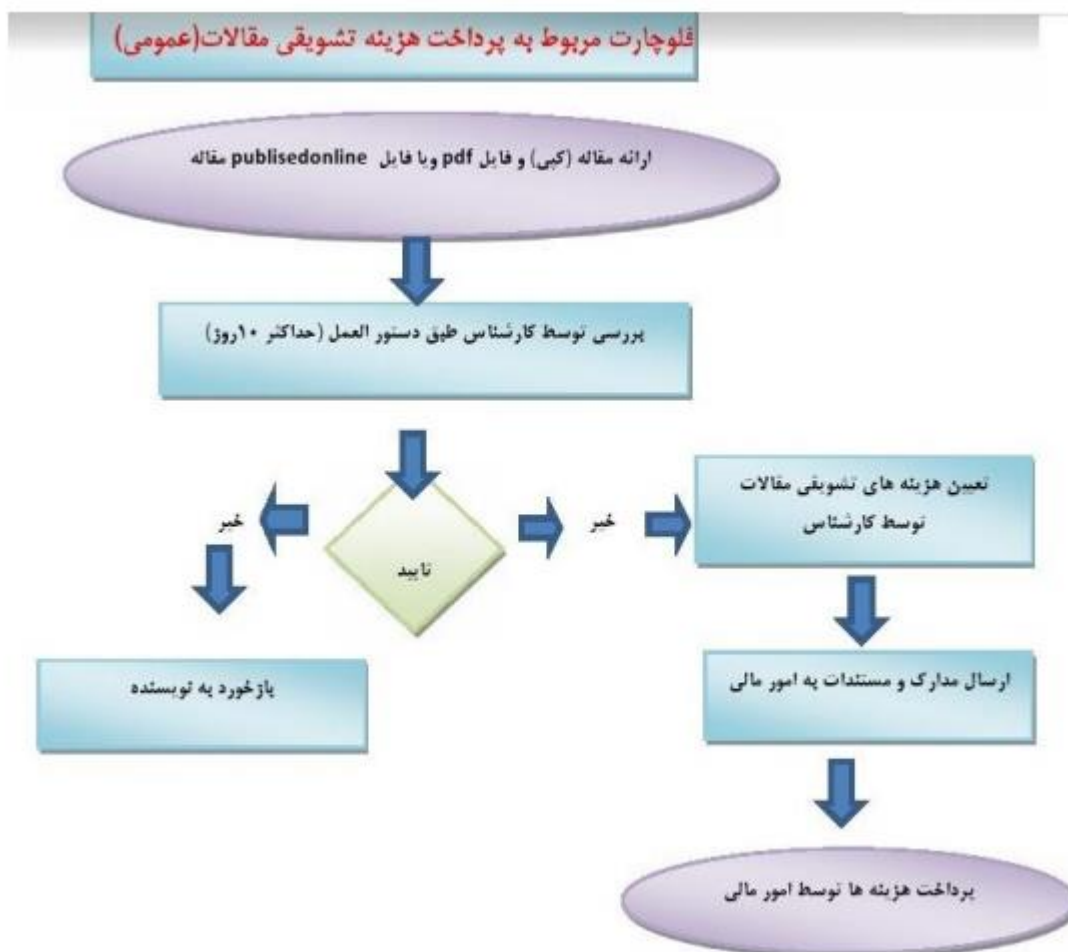 فلوچارت مربوط به پرداخت هزینه تشویقی مقالات(عمومی)
ارائه مقاله (کپی) و فایل pdf ویا فایل publisedonline مقاله
بررسی توسط کارشناس طبق دستور العمل (حداکثر ۱۰روز)
تایید
خیر
تعیین هزینه های تشویقی مقالات
توسط کارشناس
ارسال مدارک و مستندات به امور مالی
پرداخت هزینه ها توسط امور مالی
خیر
بازخورد به نویسنده